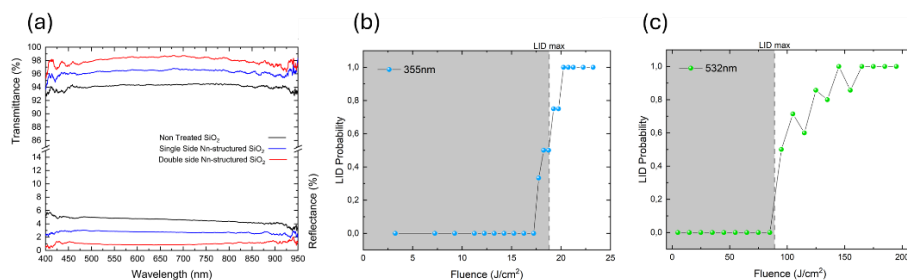 (a)
100
98
96
94
92
90
88
86
14
12
10
8
6
4
2
0
Transmittance (%)
Reflectance (%)
Non Treated SiO₂
Single Side Nn-structured SiO₂
Double side Nn-structured SiO₂
400 450 500 550 600 650 700 750 800 850 900 950
Wavelength (nm)
(b)
LID max
355nm
1,0
0,8
0,6
0,4
0,2
0,0
LID Probability
0 5 10 15 20 25
Fluence (J/cm²)
(c)
LID max
532nm
1,0
0,8
0,6
0,4
0,2
0,0
LID Probability
0 50 100 150 200
Fluence (J/cm²)